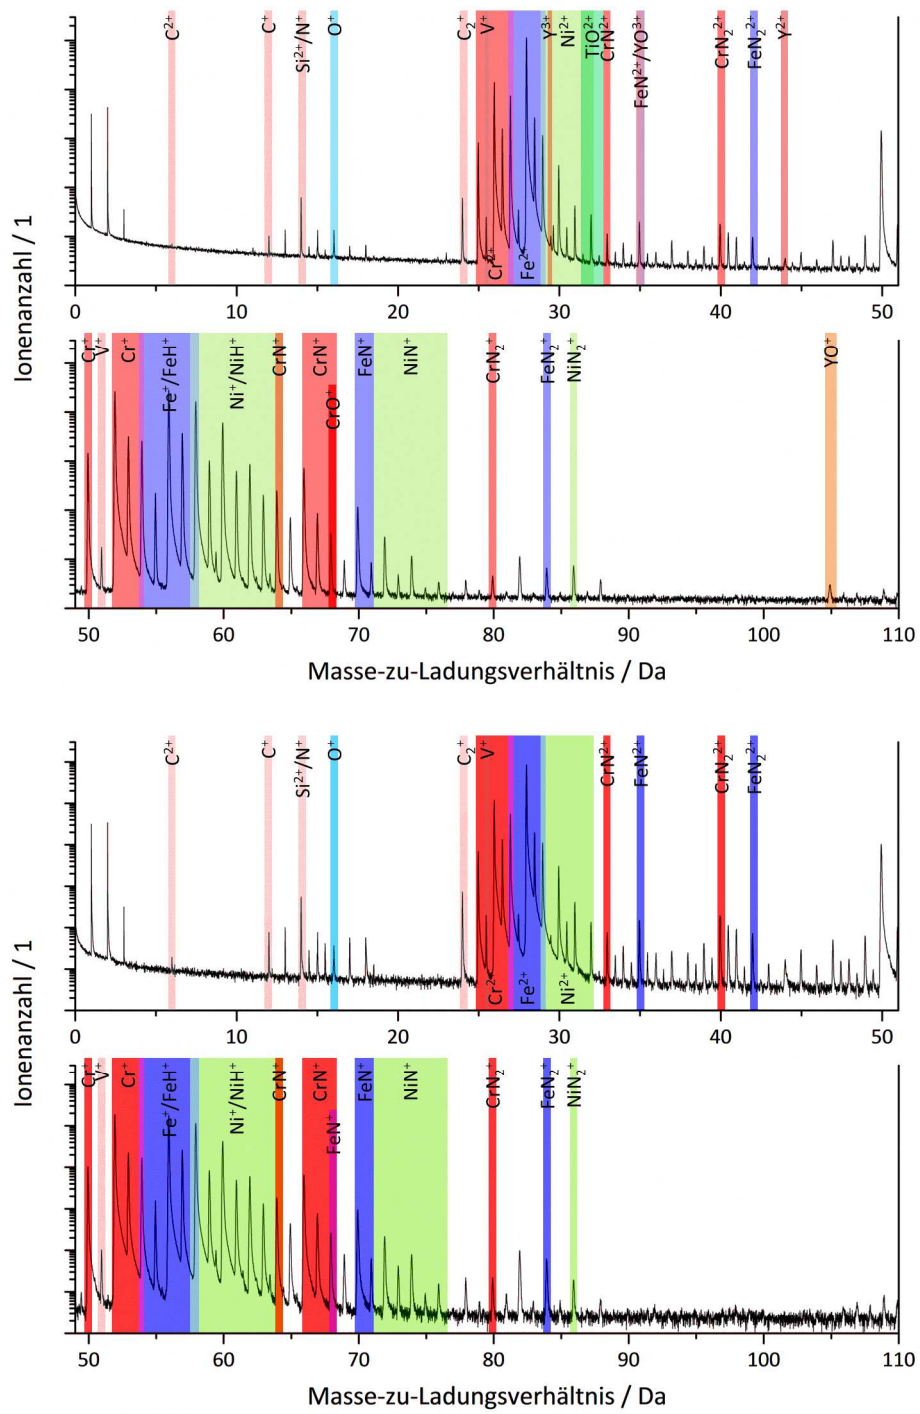 C²⁺ C⁺ Si²⁺/N⁺ O⁺ C₂⁺ V⁺ Y³⁺ Ni²⁺ TiO²⁺ CrN²⁺ FeN²⁺/YO³⁺ CrN₂²⁺ FeN₂²⁺ Y²⁺
Cr²⁺ Fe²⁺
0 10 20 30 40 50 51
Ionenanzahl / 1
Cr⁺ V⁺ Cr⁺ Fe⁺/FeH⁺ Ni⁺/NiH⁺ CrN⁺ CrN⁺ CrO⁺ FeN⁺ NiN⁺ CrN₂⁺ FeN₂⁺ NiN₂⁺ YO⁺
50 60 70 80 90 100 110
Masse-zu-Ladungsverhältnis / Da
C²⁺ C⁺ Si²⁺/N⁺ O⁺ C₂⁺ V⁺ CrN²⁺ FeN²⁺ CrN₂²⁺ FeN₂²⁺
Cr²⁺ Fe²⁺ Ni²⁺
0 10 20 30 40 50 51
Ionenanzahl / 1
Cr⁺ V⁺ Cr⁺ Fe⁺/FeH⁺ Ni⁺/NiH⁺ CrN⁺ CrN⁺ FeN⁺ FeN⁺ NiN⁺ CrN₂⁺ FeN₂⁺ NiN₂⁺
50 60 70 80 90 100 110
Masse-zu-Ladungsverhältnis / Da